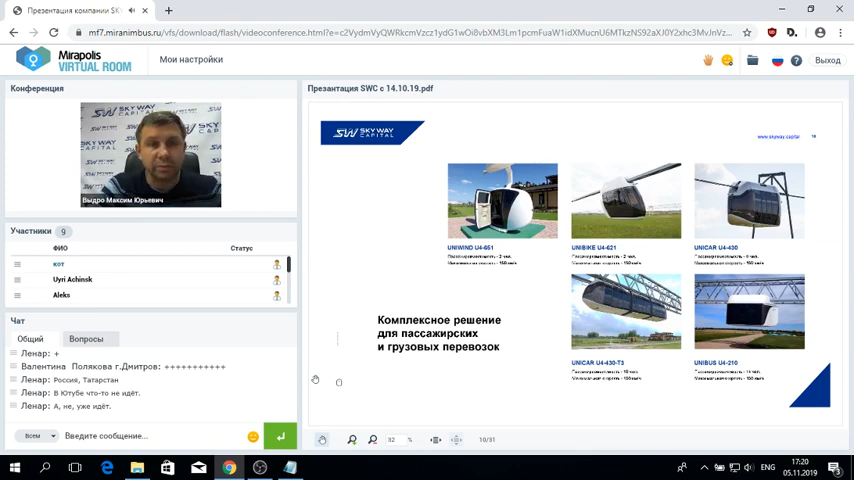 Презентация компании SK
mf7.miranimbus.ru/vfs/download/flash/videoconference.html?e=c2VydmVyQWRkcmVzcz1ydG1wOi8vbXM3Lm1pcmFuaW1idXMucnU6MTkzNS92aXJ0Y2xhc3MvJnVz...
Mirapolis
VIRTUAL ROOM
Мои настройки
Выход
Конференция
Презантация SWC с 14.10.19.pdf
SKY WAY
CAPITAL
Выдро Максим Юрьевич
www.skyway.capital
Участники 9
ФИО Статус
кот
Uyri Achinsk
Aleks
UNIWIND U4-651
UNIBIKE U4-621
UNICAR U4-430
Комплексное решение
для пассажирских
и грузовых перевозок
UNICAR U4-430-T3
UNIBUS U4-210
Чат
Общий Вопросы
Ленар: +
Валентина Полякова г.Дмитров: +++++++++++
Ленар: Россия, Татарстан
Ленар: В Ютубе что-то не идёт.
Ленар: А, не, уже идёт.
Всем Введите сообщение...
%
10/31
ENG
17:20
05.11.2019